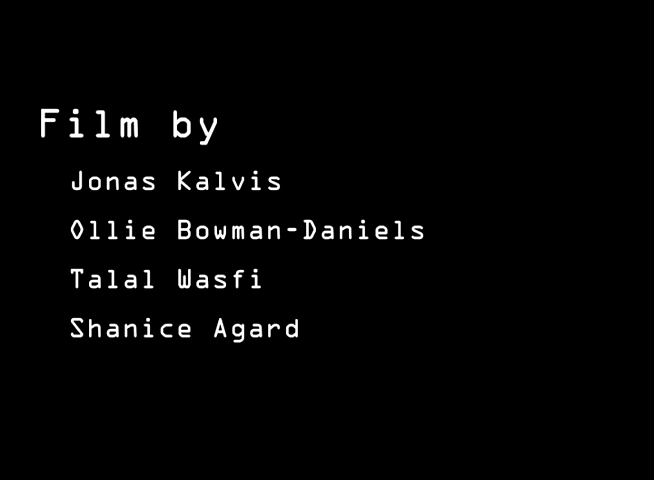 Film by
Jonas Kalvis
Ollie Bowman-Daniels
Talal Wasfi
Shanice Agard